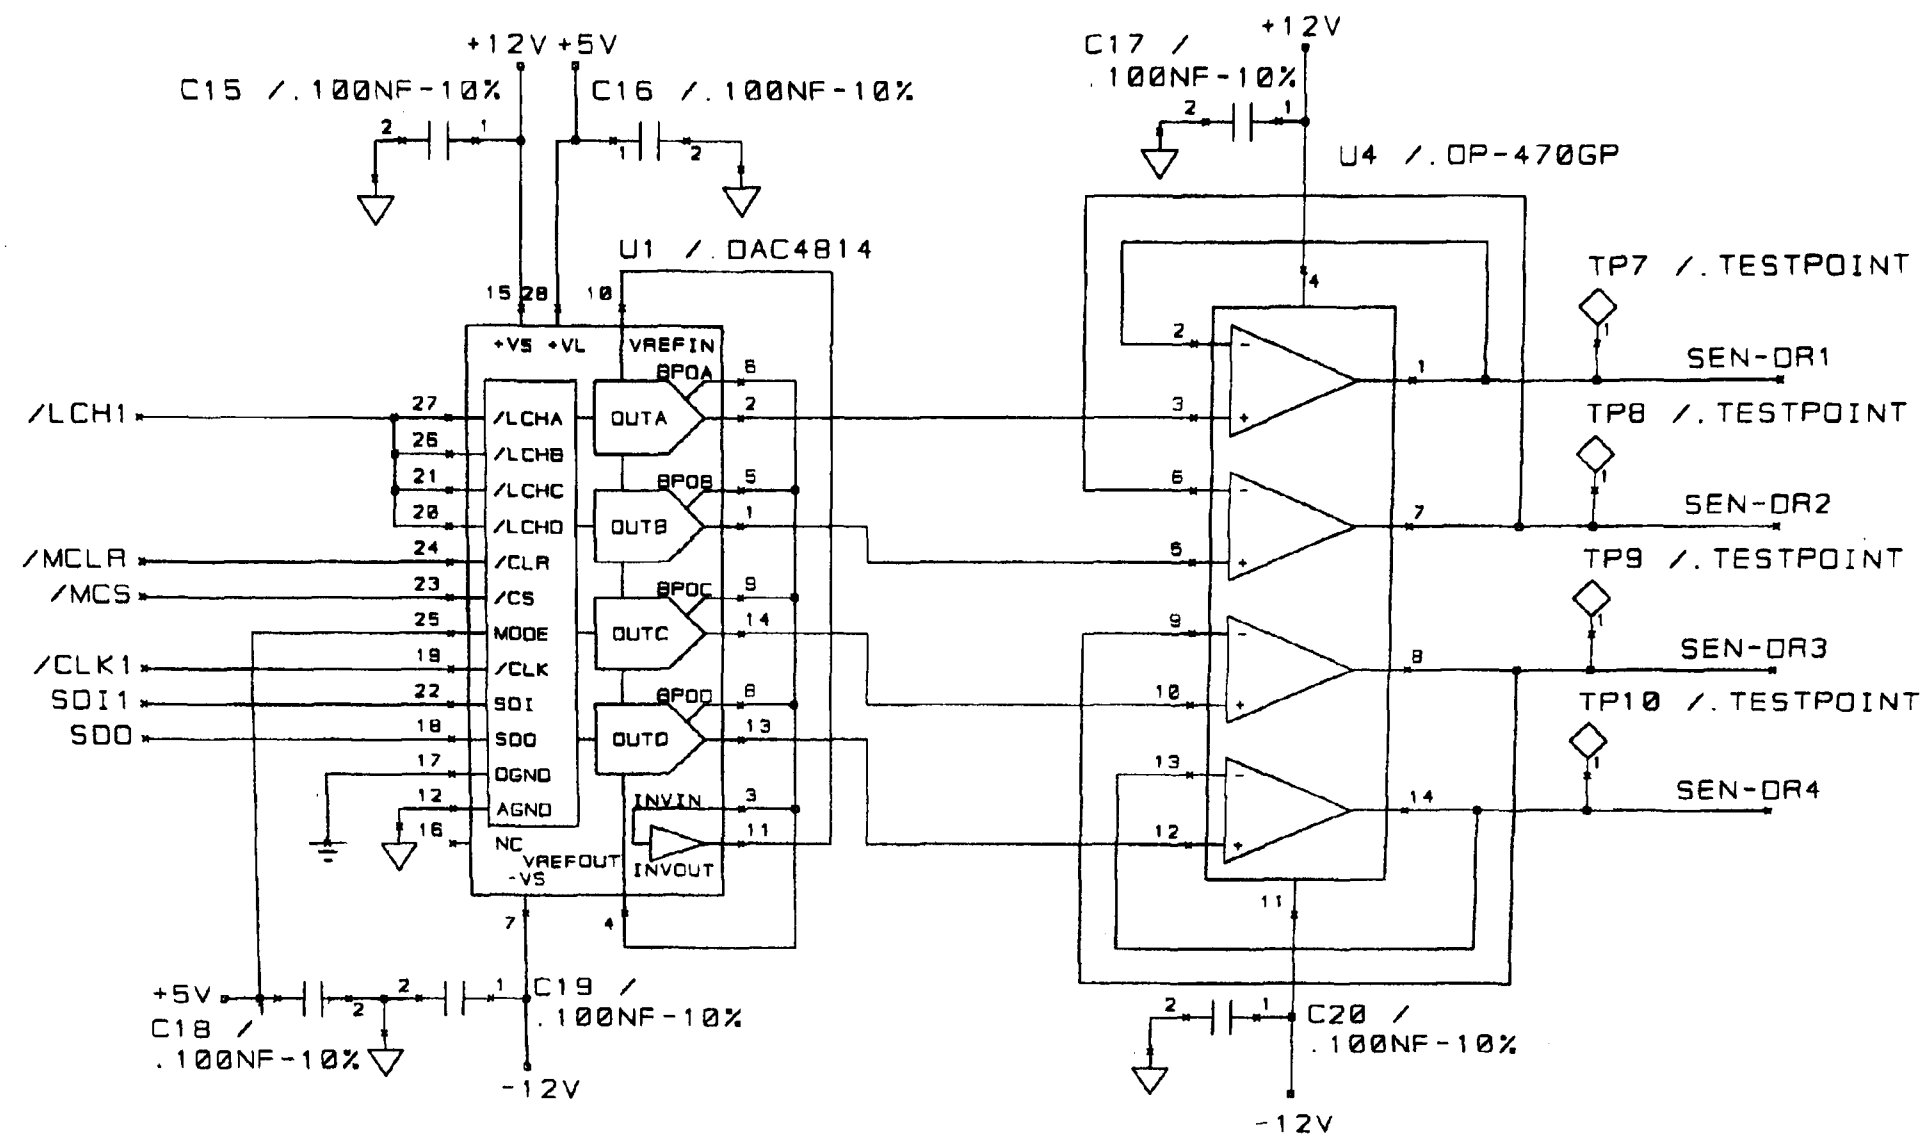 +12V +5V
C15 /.100NF-10%
C16 /.100NF-10%
2 1
1 2
C17 /
.100NF-10%
+12V
2 1
U4 /.OP-470GP
U1 /.DAC4814
15 28 10
4
TP7 /.TESTPOINT
1
+VS +VL VREFIN
BPOA 6
/LCH1 27 /LCHA OUTA 2
26 /LCHB
BPOB 5
21 /LCHC
20 /LCHD OUTB 1
/MCLR 24 /CLR
/MCS 23 /CS BPOC 9
25 MODE OUTC 14
/CLK1 19 /CLK
SDI1 22 SDI BPOD 8
SDO 18 SDO OUTD 13
17 DGND
12 AGND INVIN 3
16 NC 11
VREFOUT INVOUT
-VS
7 4
2 -
3 +
1 SEN-DR1
TP8 /.TESTPOINT
1
6 -
5 +
7 SEN-DR2
TP9 /.TESTPOINT
1
9 -
10 +
8 SEN-DR3
TP10 /.TESTPOINT
1
13 -
12 +
14 SEN-DR4
11
+5V
2 2 1
C18 /
.100NF-10%
C19 /
.100NF-10%
-12V
2 1
C20 /
.100NF-10%
-12V